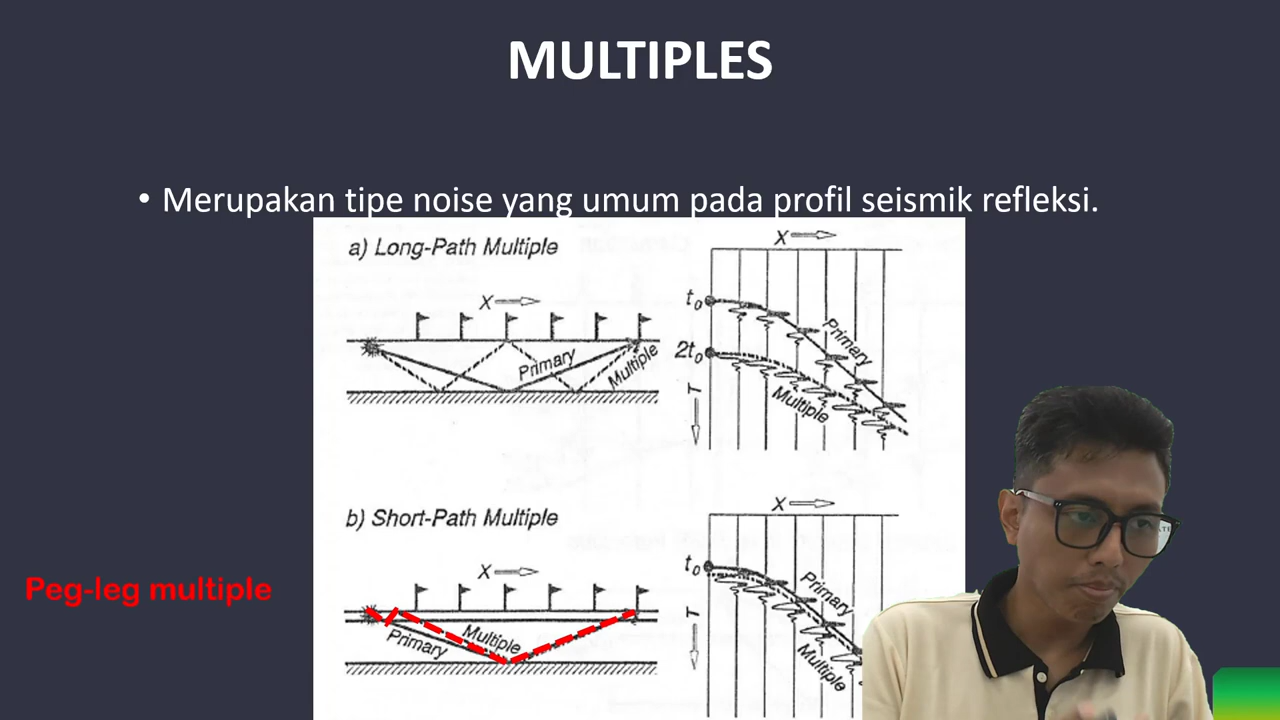 MULTIPLES
• Merupakan tipe noise yang umum pada profil seismik refleksi.
a) Long-Path Multiple
X
Primary
Multiple
X
t₀
2t₀
T
Primary
Multiple
b) Short-Path Multiple
X
Primary
Multiple
Peg-leg multiple
X
t₀
T
Primary
Multiple